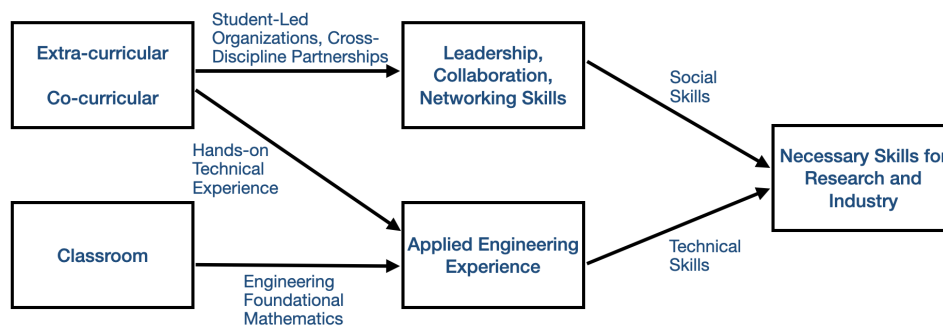 Student-Led
Organizations, Cross-
Discipline Partnerships
Extra-curricular
Co-curricular
Leadership,
Collaboration,
Networking Skills
Social
Skills
Hands-on
Technical
Experience
Necessary Skills for
Research and
Industry
Classroom
Applied Engineering
Experience
Technical
Skills
Engineering
Foundational
Mathematics